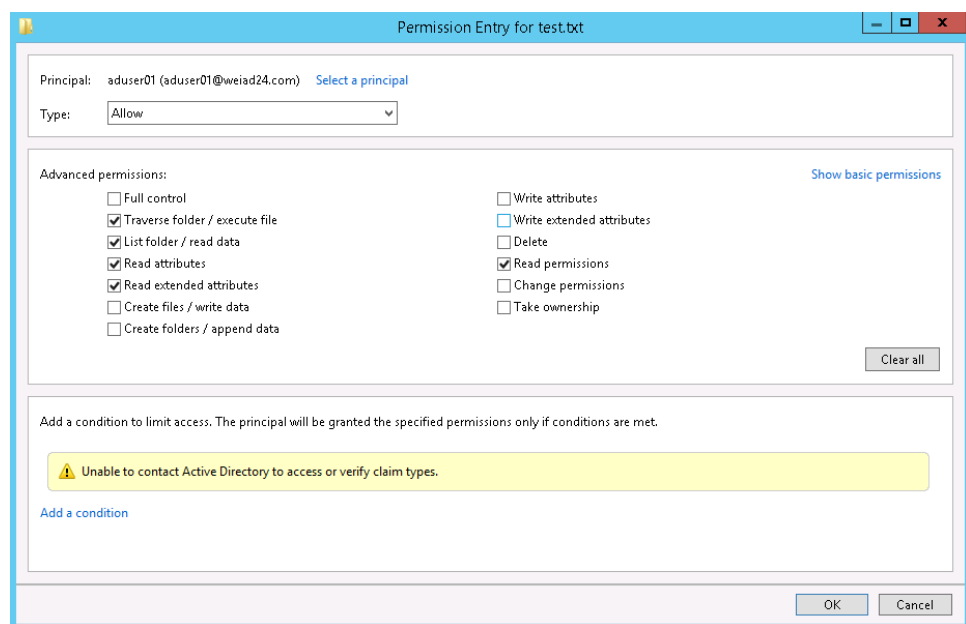 Permission Entry for test.txt
Principal: aduser01 (aduser01@weiad24.com) Select a principal
Type: Allow
Advanced permissions: Show basic permissions
Full control
Traverse folder / execute file
List folder / read data
Read attributes
Read extended attributes
Create files / write data
Create folders / append data
Write attributes
Write extended attributes
Delete
Read permissions
Change permissions
Take ownership
Clear all
Add a condition to limit access. The principal will be granted the specified permissions only if conditions are met.
Unable to contact Active Directory to access or verify claim types.
Add a condition
OK Cancel